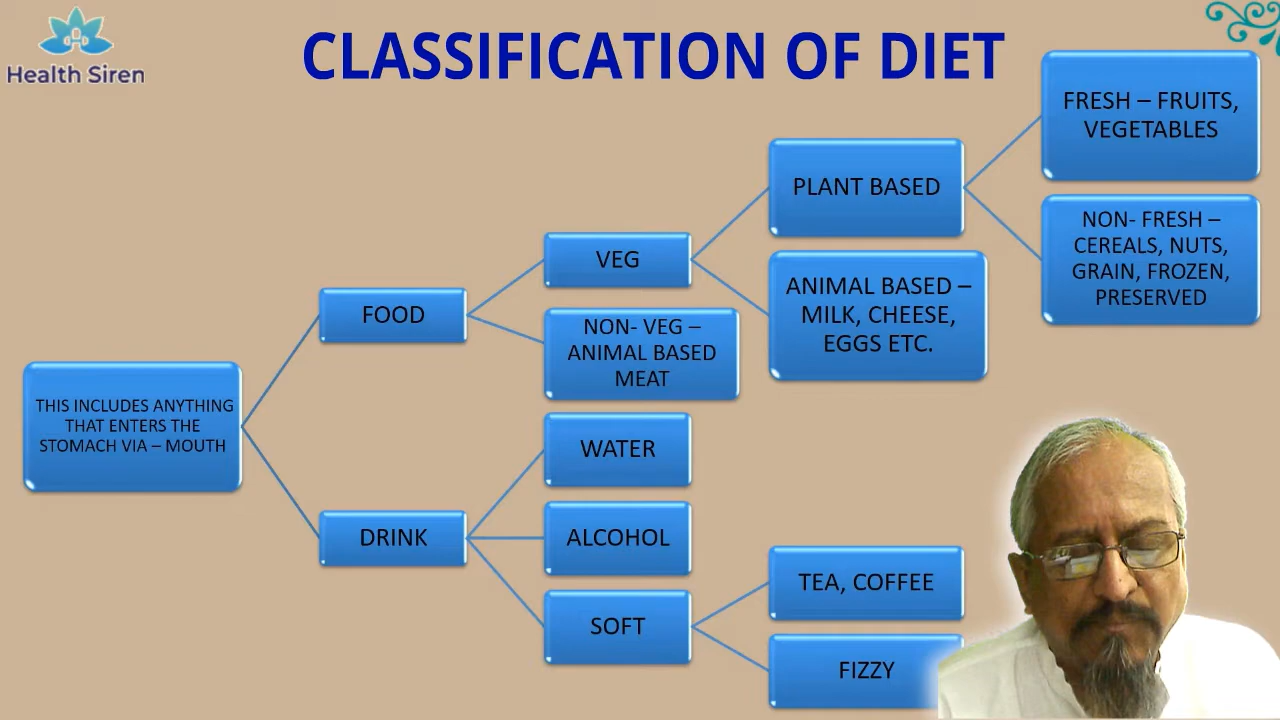 Health Siren
CLASSIFICATION OF DIET
THIS INCLUDES ANYTHING
THAT ENTERS THE
STOMACH VIA – MOUTH
FOOD
DRINK
VEG
NON- VEG –
ANIMAL BASED
MEAT
WATER
ALCOHOL
SOFT
PLANT BASED
ANIMAL BASED –
MILK, CHEESE,
EGGS ETC.
TEA, COFFEE
FIZZY
FRESH – FRUITS,
VEGETABLES
NON- FRESH –
CEREALS, NUTS,
GRAIN, FROZEN,
PRESERVED